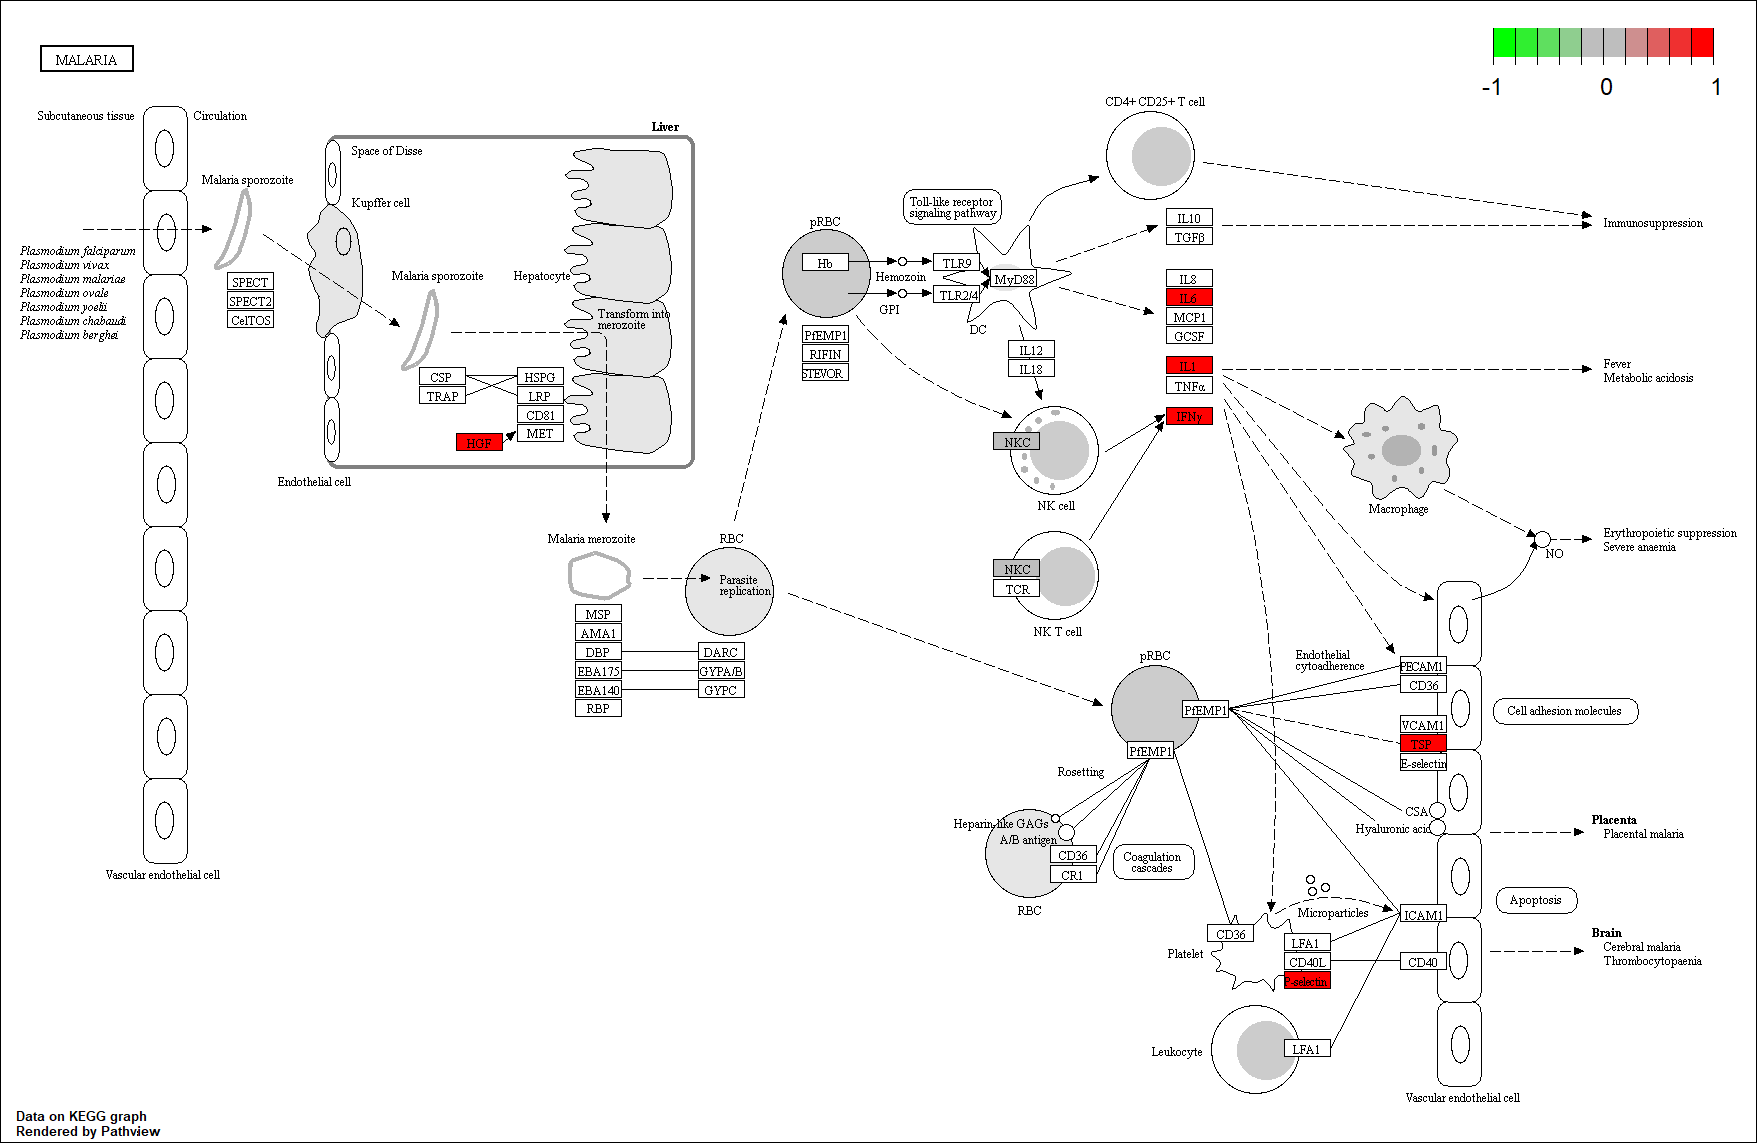 MALARIA
-1
0
1
Subcutaneous tissue
Circulation
Liver
Space of Disse
Malaria sporozoite
Kupffer cell
Plasmodium falciparum
Plasmodium vivax
Plasmodium malariae
Plasmodium ovale
Plasmodium yoelii
Plasmodium chabaudi
Plasmodium berghei
SPECT
SPECT2
CelTOS
Malaria sporozoite
Hepatocyte
Transform into
merozoite
CSP
TRAP
HSPG
LRP
CD81
MET
HGF
Endothelial cell
Vascular endothelial cell
Malaria merozoite
MSP
AMA1
DBP
EBA175
EBA140
RBP
RBC
Parasite
replication
DARC
GYPA/B
GYPC
pRBC
Hb
Hemozoin
GPI
PfEMP1
RIFIN
STEVOR
Toll-like receptor
signaling pathway
TLR9
TLR2/4
MyD88
DC
IL12
IL18
CD4+ CD25+ T cell
IL10
TGFβ
IL8
IL6
MCP1
GCSF
IL1
TNFα
IFNγ
NKC
NK cell
NKC
TCR
NK T cell
Immunosuppression
Fever
Metabolic acidosis
Macrophage
NO
Erythropoietic suppression
Severe anaemia
pRBC
PfEMP1
PfEMP1
Endothelial
cytoadherence
PECAM1
CD36
VCAM1
TSP
E-selectin
Cell adhesion molecules
Rosetting
Heparin-like GAGs
A/B antigen
CD36
CR1
RBC
Coagulation
cascades
CSA
Hyaluronic acid
Placenta
Placental malaria
Apoptosis
Microparticles
ICAM1
CD36
Platelet
LFA1
CD40L
P-selectin
CD40
Brain
Cerebral malaria
Thrombocytopaenia
Leukocyte
LFA1
Vascular endothelial cell
Data on KEGG graph
Rendered by Pathview